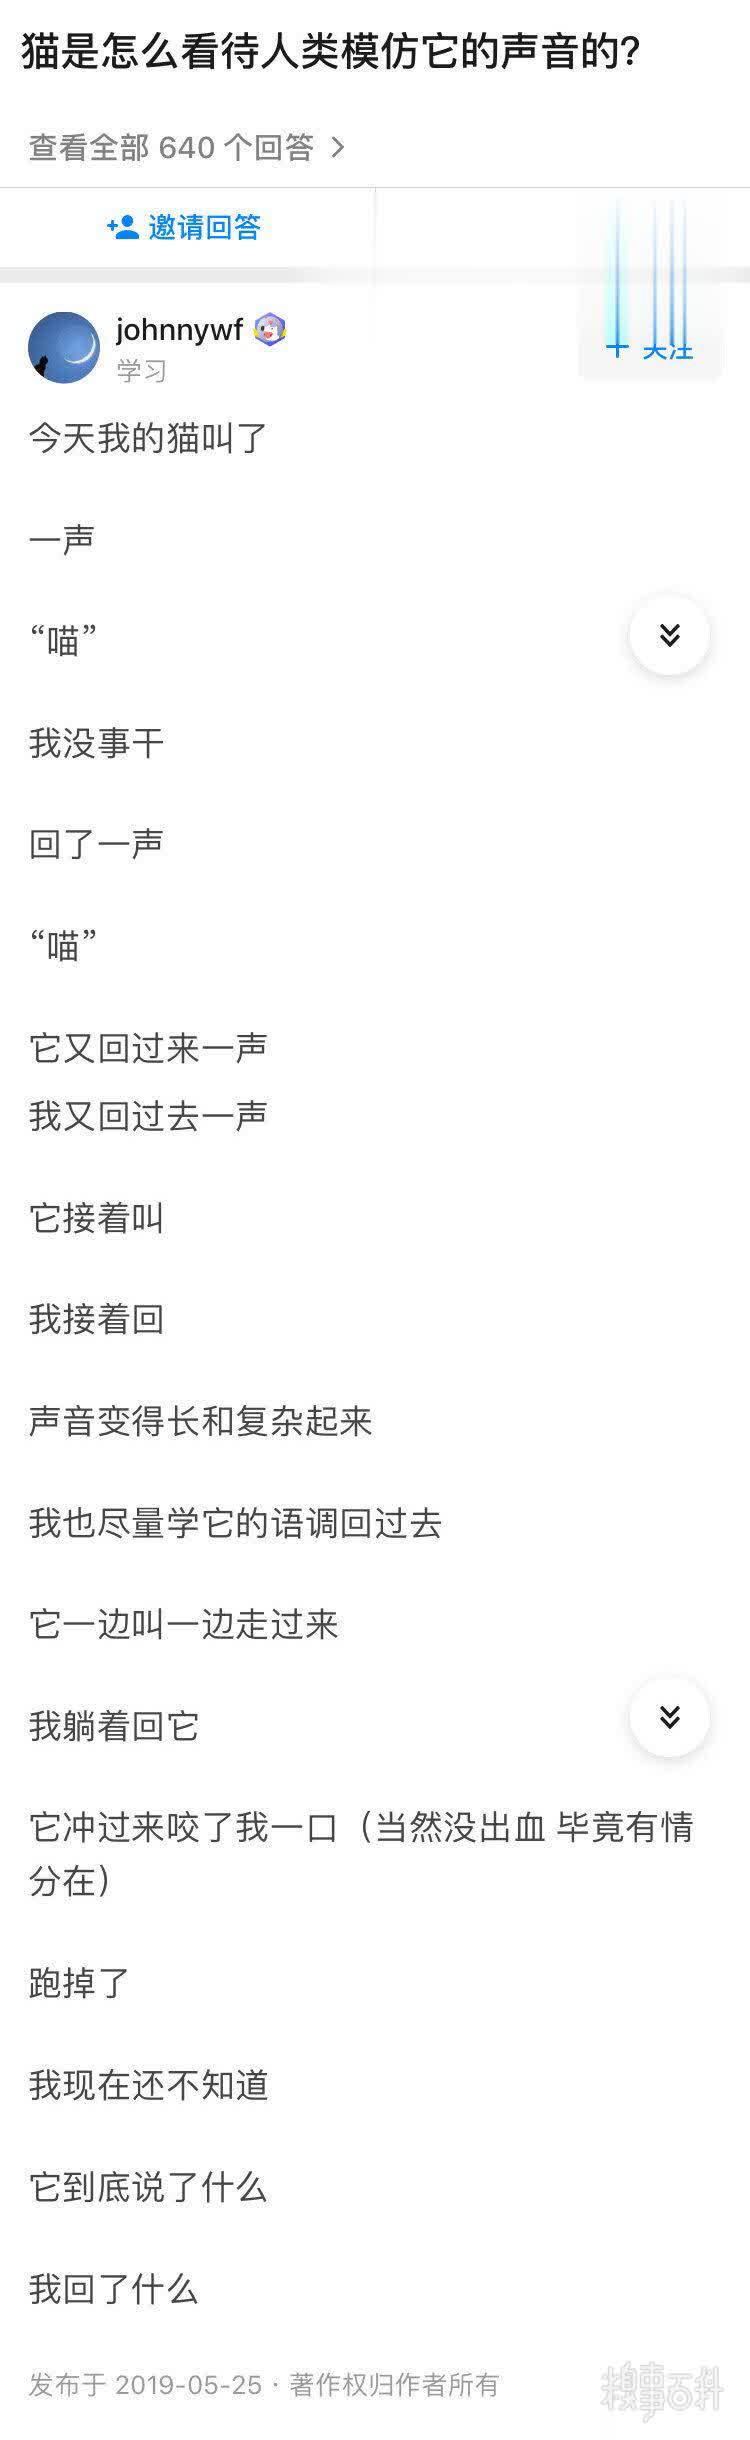 猫是怎么看待人类模仿它的声音的?
查看全部 640 个回答
邀请回答
johnnywf
学习
关注
今天我的猫叫了
一声
“喵”
我没事干
回了一声
“喵”
它又回过来一声
我又回过去一声
它接着叫
我接着回
声音变得长和复杂起来
我也尽量学它的语调回过去
它一边叫一边走过来
我躺着回它
它冲过来咬了我一口（当然没出血 毕竟有情
分在）
跑掉了
我现在还不知道
它到底说了什么
我回了什么
发布于 2019-05-25 · 著作权归作者所有
糗事百科